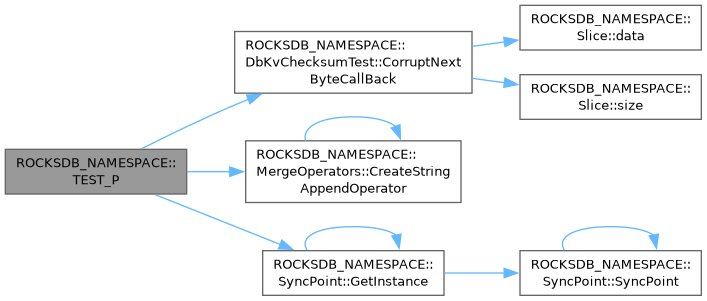 ROCKSDB_NAMESPACE::
TEST_P
ROCKSDB_NAMESPACE::
DbKvChecksumTest::CorruptNext
ByteCallBack
ROCKSDB_NAMESPACE::
Slice::data
ROCKSDB_NAMESPACE::
Slice::size
ROCKSDB_NAMESPACE::
MergeOperators::CreateString
AppendOperator
ROCKSDB_NAMESPACE::
SyncPoint::GetInstance
ROCKSDB_NAMESPACE::
SyncPoint::SyncPoint